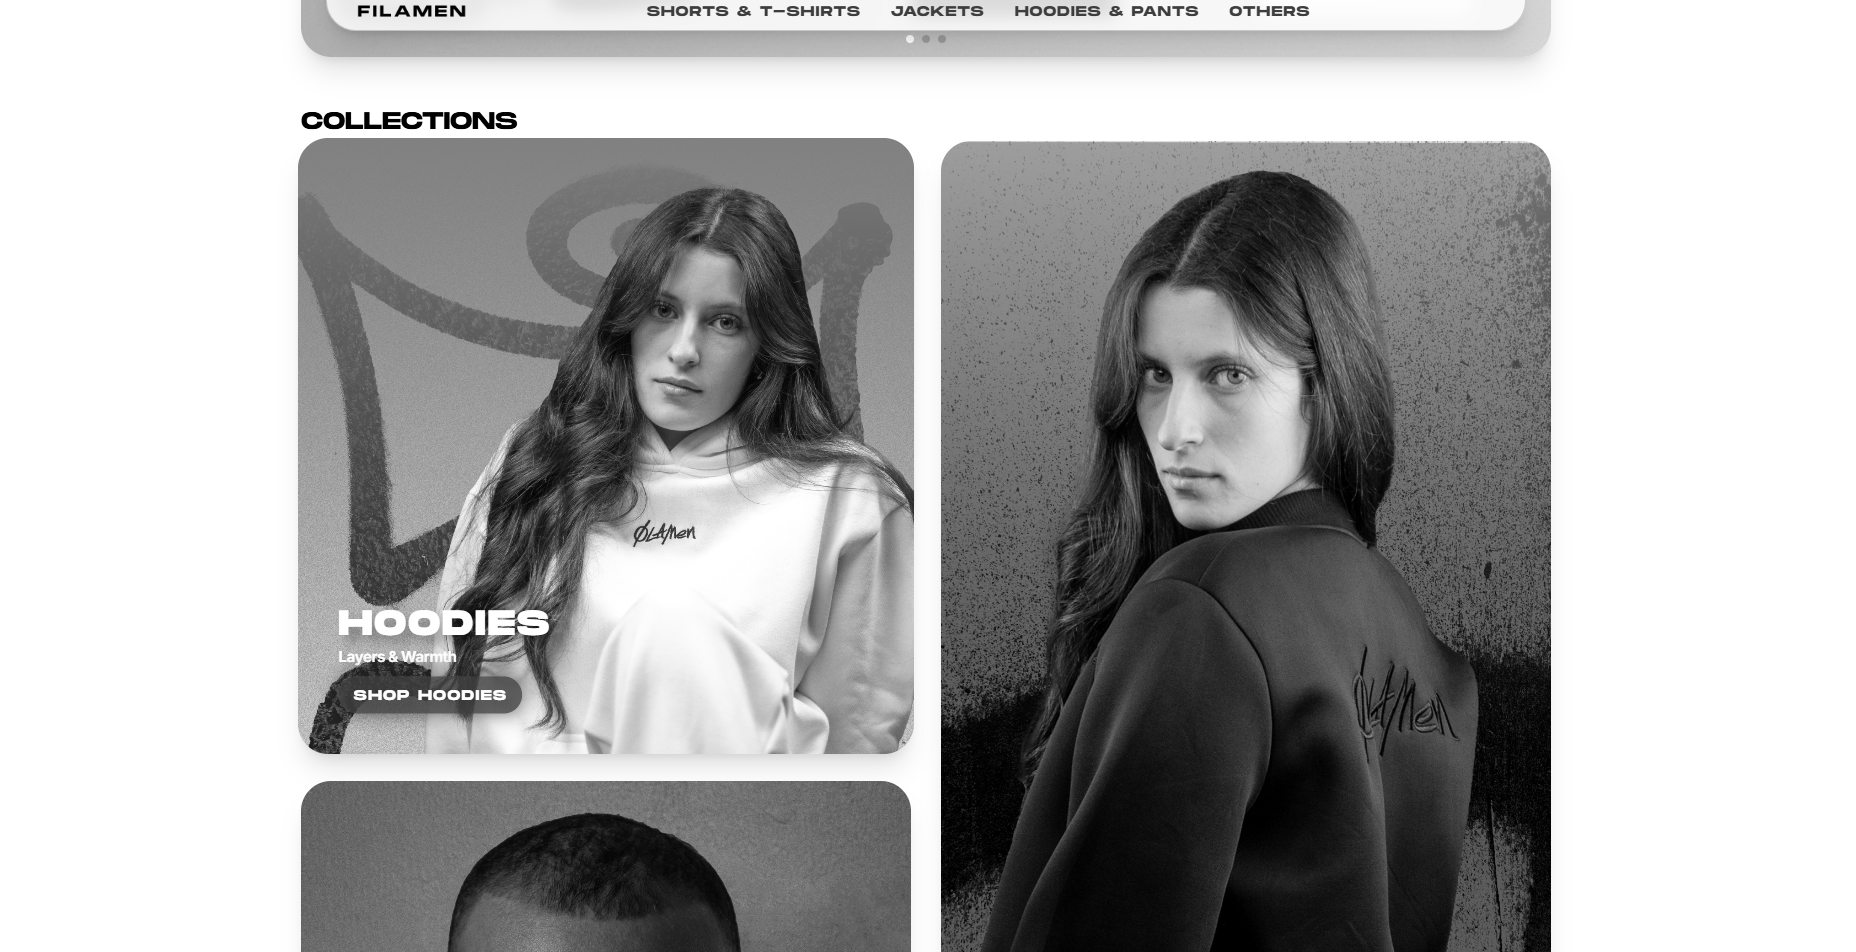 FILAMEN
SHORTS & T-SHIRTS JACKETS HOODIES & PANTS OTHERS
COLLECTIONS
ØLAMen
HOODIES
Layers & Warmth
SHOP HOODIES
ØLAMen